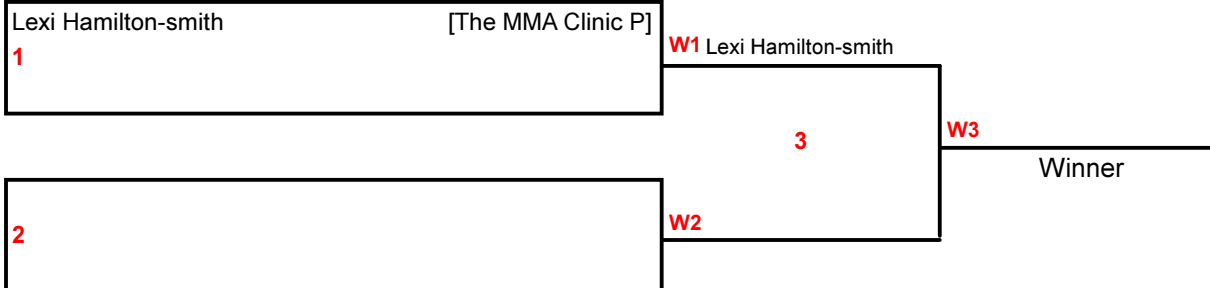 Lexi Hamilton-smith [The MMA Clinic P]
1
W1 Lexi Hamilton-smith
3
W3
Winner
2
W2